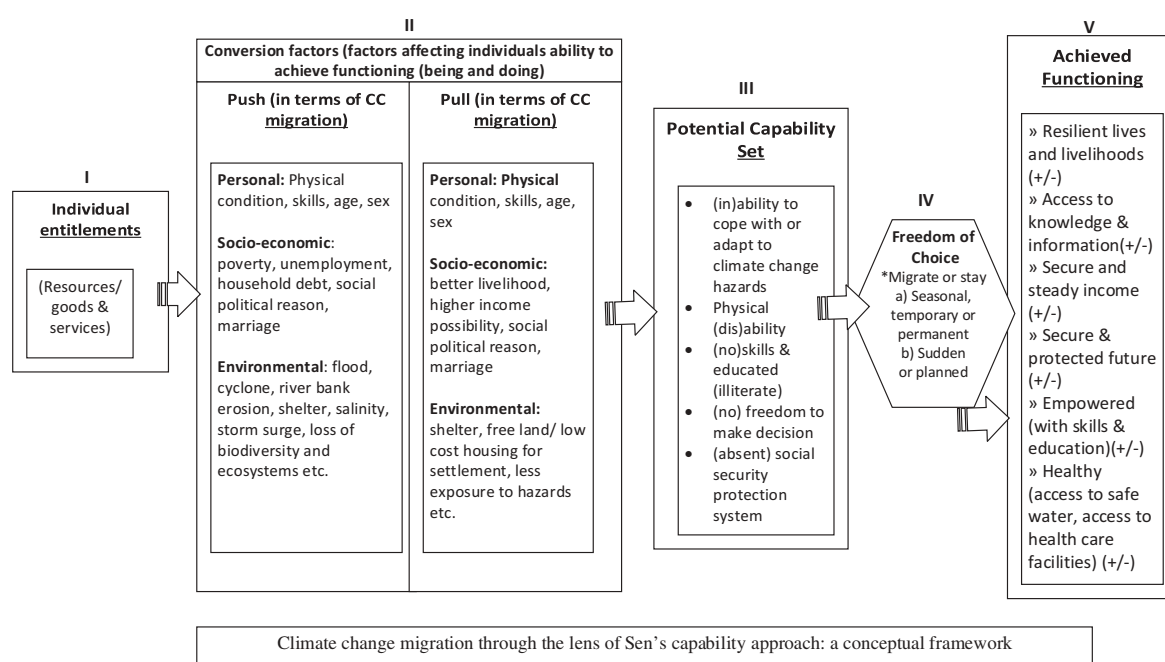 I
Individual
entitlements
(Resources/
goods &
services)
II
Conversion factors (factors affecting individuals ability to
achieve functioning (being and doing)
Push (in terms of CC
migration)
Personal: Physical
condition, skills, age, sex
Socio-economic:
poverty, unemployment,
household debt, social
political reason,
marriage
Environmental: flood,
cyclone, river bank
erosion, shelter, salinity,
storm surge, loss of
biodiversity and
ecosystems etc.
Pull (in terms of CC
migration)
Personal: Physical
condition, skills, age,
sex
Socio-economic:
better livelihood,
higher income
possibility, social
political reason,
marriage
Environmental:
shelter, free land/ low
cost housing for
settlement, less
exposure to hazards
etc.
III
Potential Capability
Set
• (in)ability to
cope with or
adapt to
climate change
hazards
• Physical
(dis)ability
• (no)skills &
educated
(illiterate)
• (no) freedom to
make decision
• (absent) social
security
protection
system
IV
Freedom of
Choice
*Migrate or stay
a) Seasonal,
temporary or
permanent
b) Sudden
or planned
V
Achieved
Functioning
» Resilient lives
and livelihoods
(+/-)
» Access to
knowledge &
information(+/-)
» Secure and
steady income
(+/-)
» Secure &
protected future
(+/-)
» Empowered
(with skills &
education)(+/-)
» Healthy
(access to safe
water, access to
health care
facilities) (+/-)
Climate change migration through the lens of Sen's capability approach: a conceptual framework